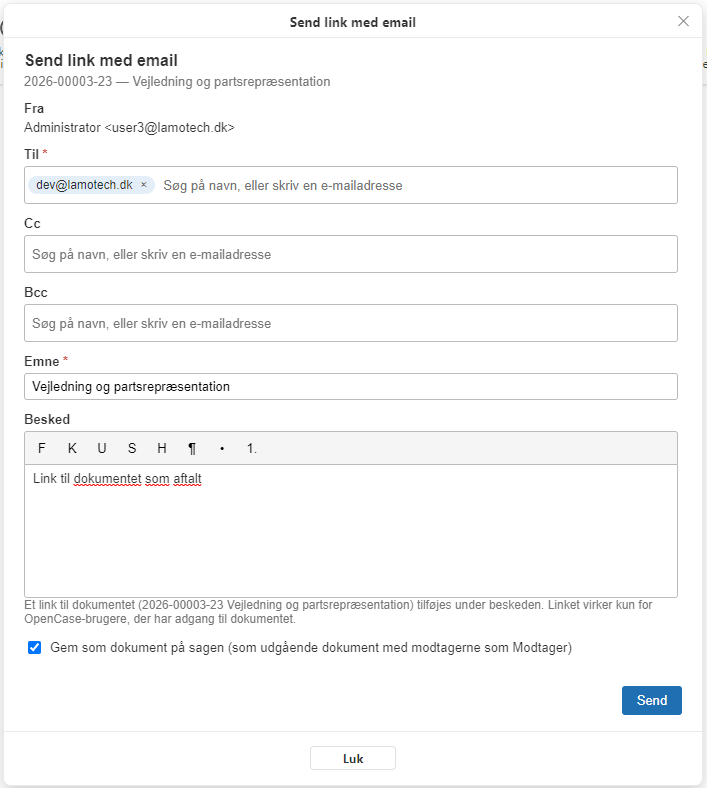 Send link med email
Send link med email
2026-00003-23 — Vejledning og partsrepræsentation
Fra
Administrator <user3@lamotech.dk>
Til *
dev@lamotech.dk × Søg på navn, eller skriv en e-mailadresse
Cc
Søg på navn, eller skriv en e-mailadresse
Bcc
Søg på navn, eller skriv en e-mailadresse
Emne *
Vejledning og partsrepræsentation
Besked
F K U S H ¶ • 1.
Link til dokumentet som aftalt
Et link til dokumentet (2026-00003-23 Vejledning og partsrepræsentation) tilføjes under beskeden. Linket virker kun for
OpenCase-brugere, der har adgang til dokumentet.
Gem som dokument på sagen (som udgående dokument med modtagerne som Modtager)
Send
Luk